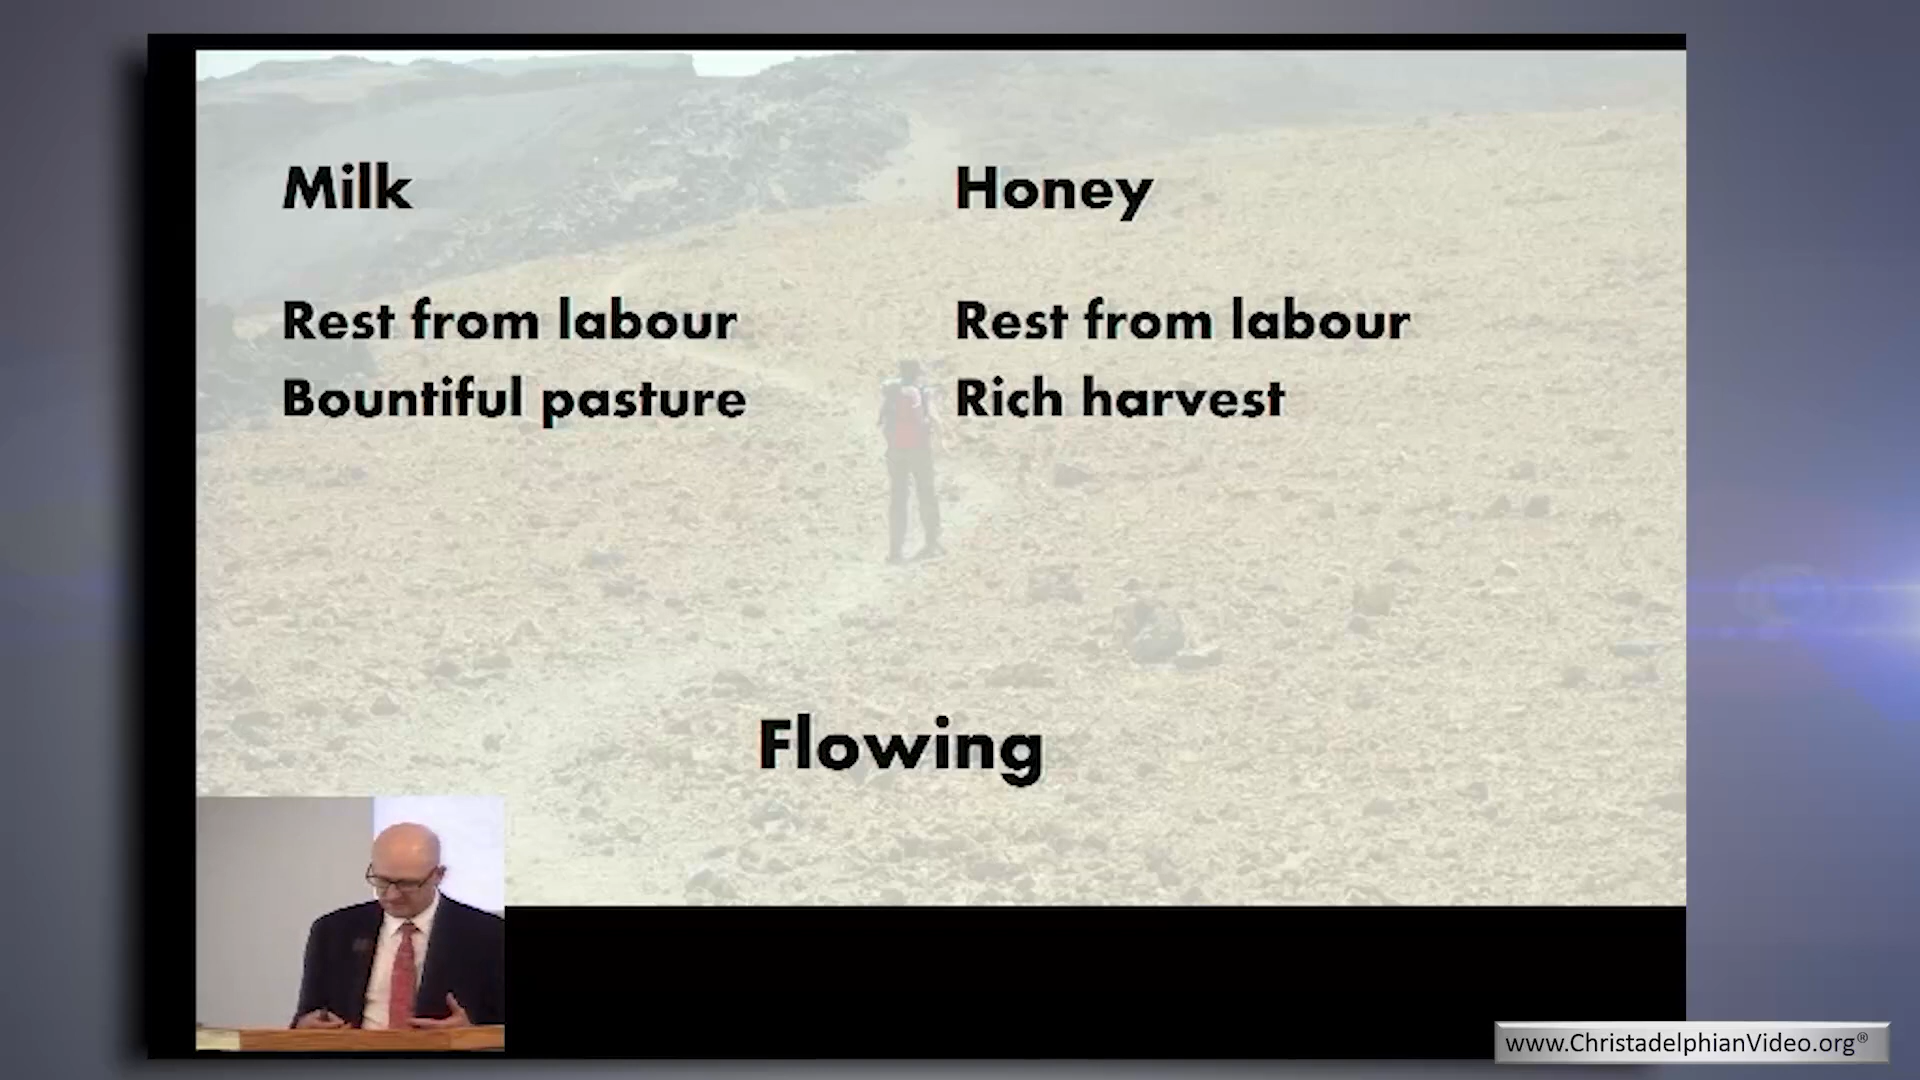 Milk
Honey
Rest from labour
Rest from labour
Bountiful pasture
Rich harvest
Flowing
www.ChristadelphianVideo.org®